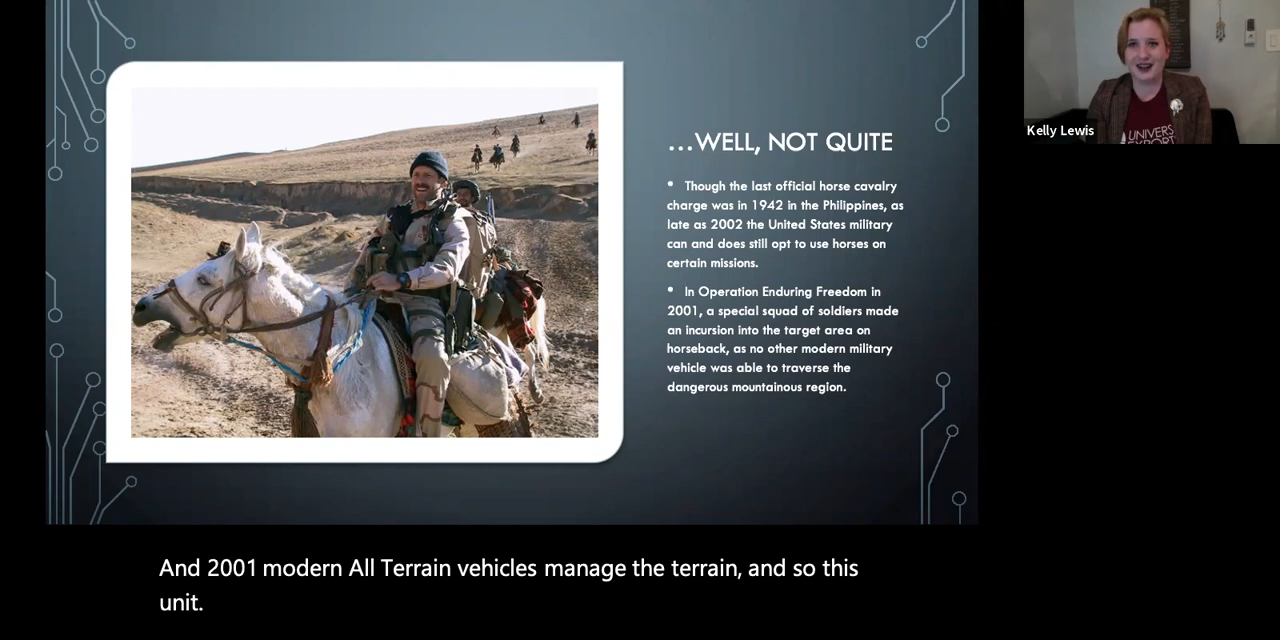 …WELL, NOT QUITE
• Though the last official horse cavalry
charge was in 1942 in the Philippines, as
late as 2002 the United States military
can and does still opt to use horses on
certain missions.
• In Operation Enduring Freedom in
2001, a special squad of soldiers made
an incursion into the target area on
horseback, as no other modern military
vehicle was able to traverse the
dangerous mountainous region.
Kelly Lewis
UNIVERS
EXPORT
And 2001 modern All Terrain vehicles manage the terrain, and so this
unit.